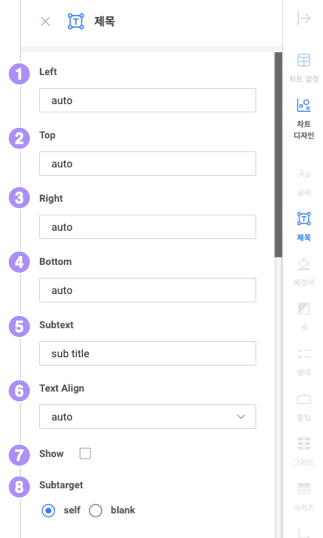 제목
1 Left
auto
2 Top
auto
3 Right
auto
4 Bottom
auto
5 Subtext
sub title
6 Text Align
auto
7 Show
8 Subtarget
self blank
차트 설정
차트
디자인
Aa
글씨
제목
배경색
색
범례
툴팁
그리드
시리즈